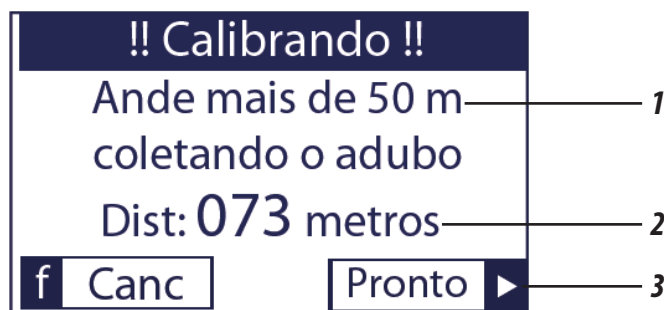 !! Calibrando !!
Ande mais de 50 m 1
coletando o adubo
Dist: 073 metros 2
f Canc Pronto ▶ 3